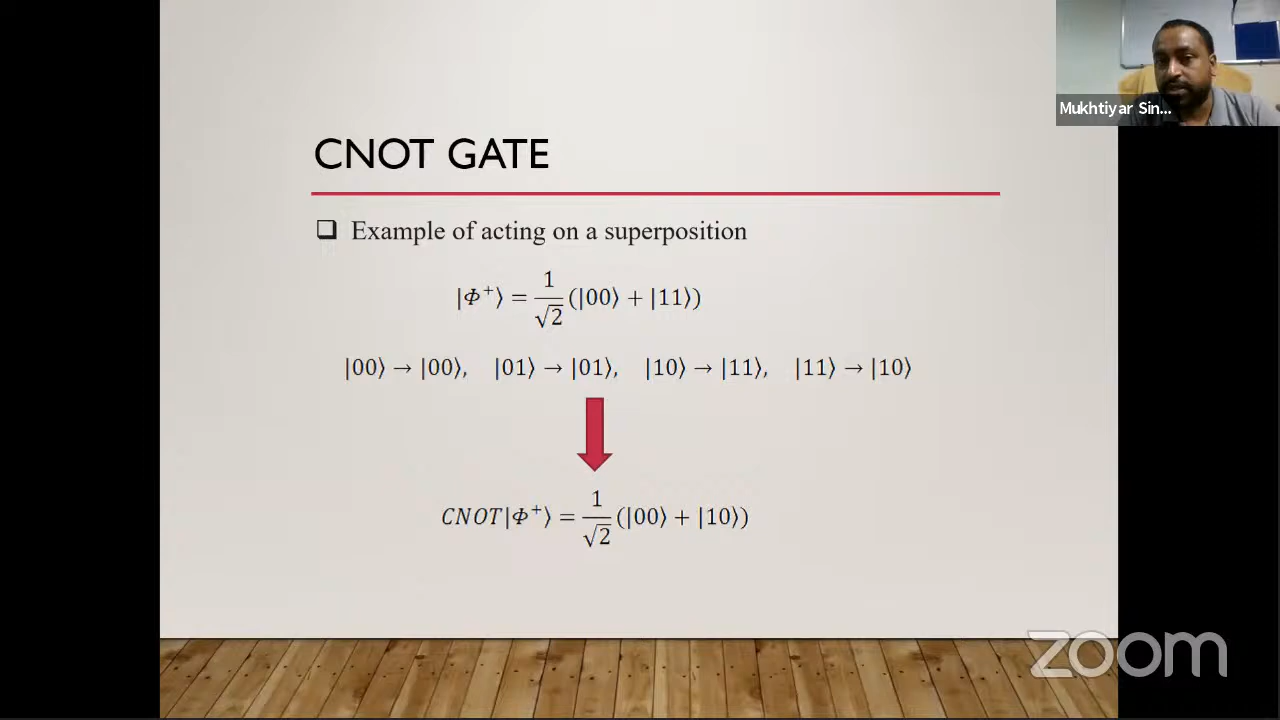 Mukhtiyar Sin...
CNOT GATE
❑ Example of acting on a superposition
|Φ⁺⟩ = 1/√2 (|00⟩ + |11⟩)
|00⟩ → |00⟩, |01⟩ → |01⟩, |10⟩ → |11⟩, |11⟩ → |10⟩
CNOT|Φ⁺⟩ = 1/√2 (|00⟩ + |10⟩)
zoom